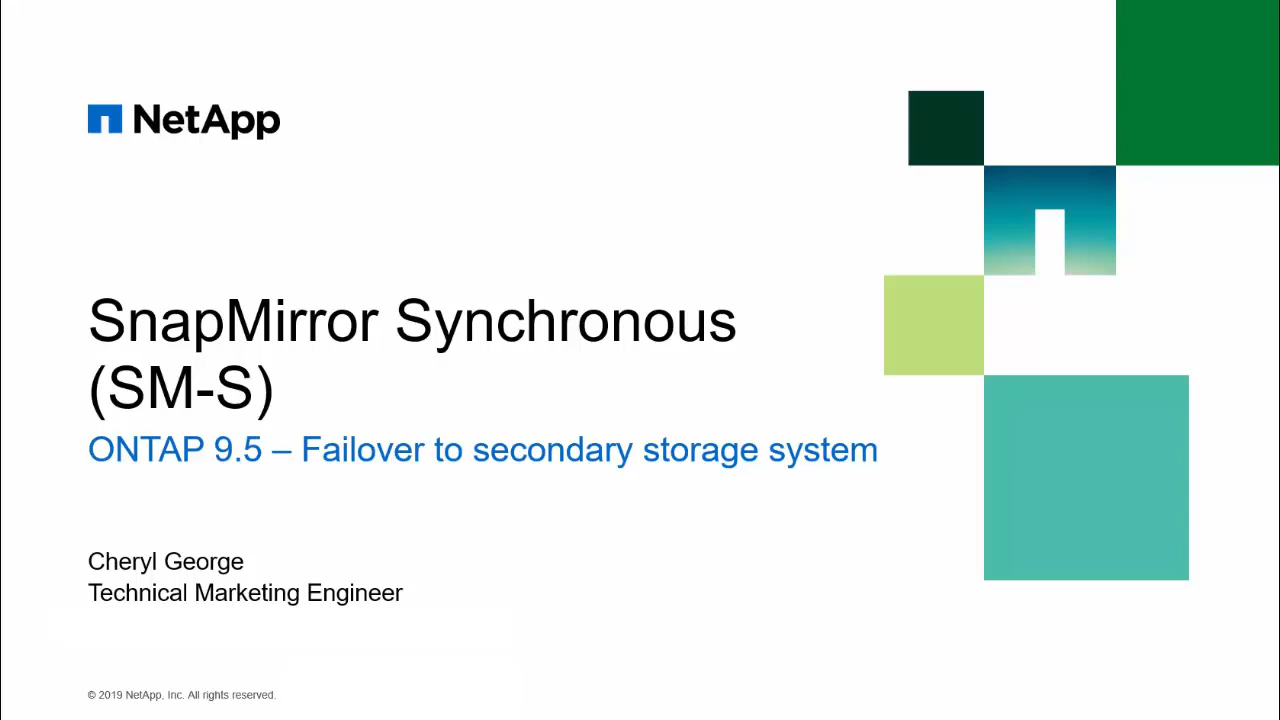 NetApp
SnapMirror Synchronous
(SM-S)
ONTAP 9.5 – Failover to secondary storage system
Cheryl George
Technical Marketing Engineer
© 2019 NetApp, Inc. All rights reserved.